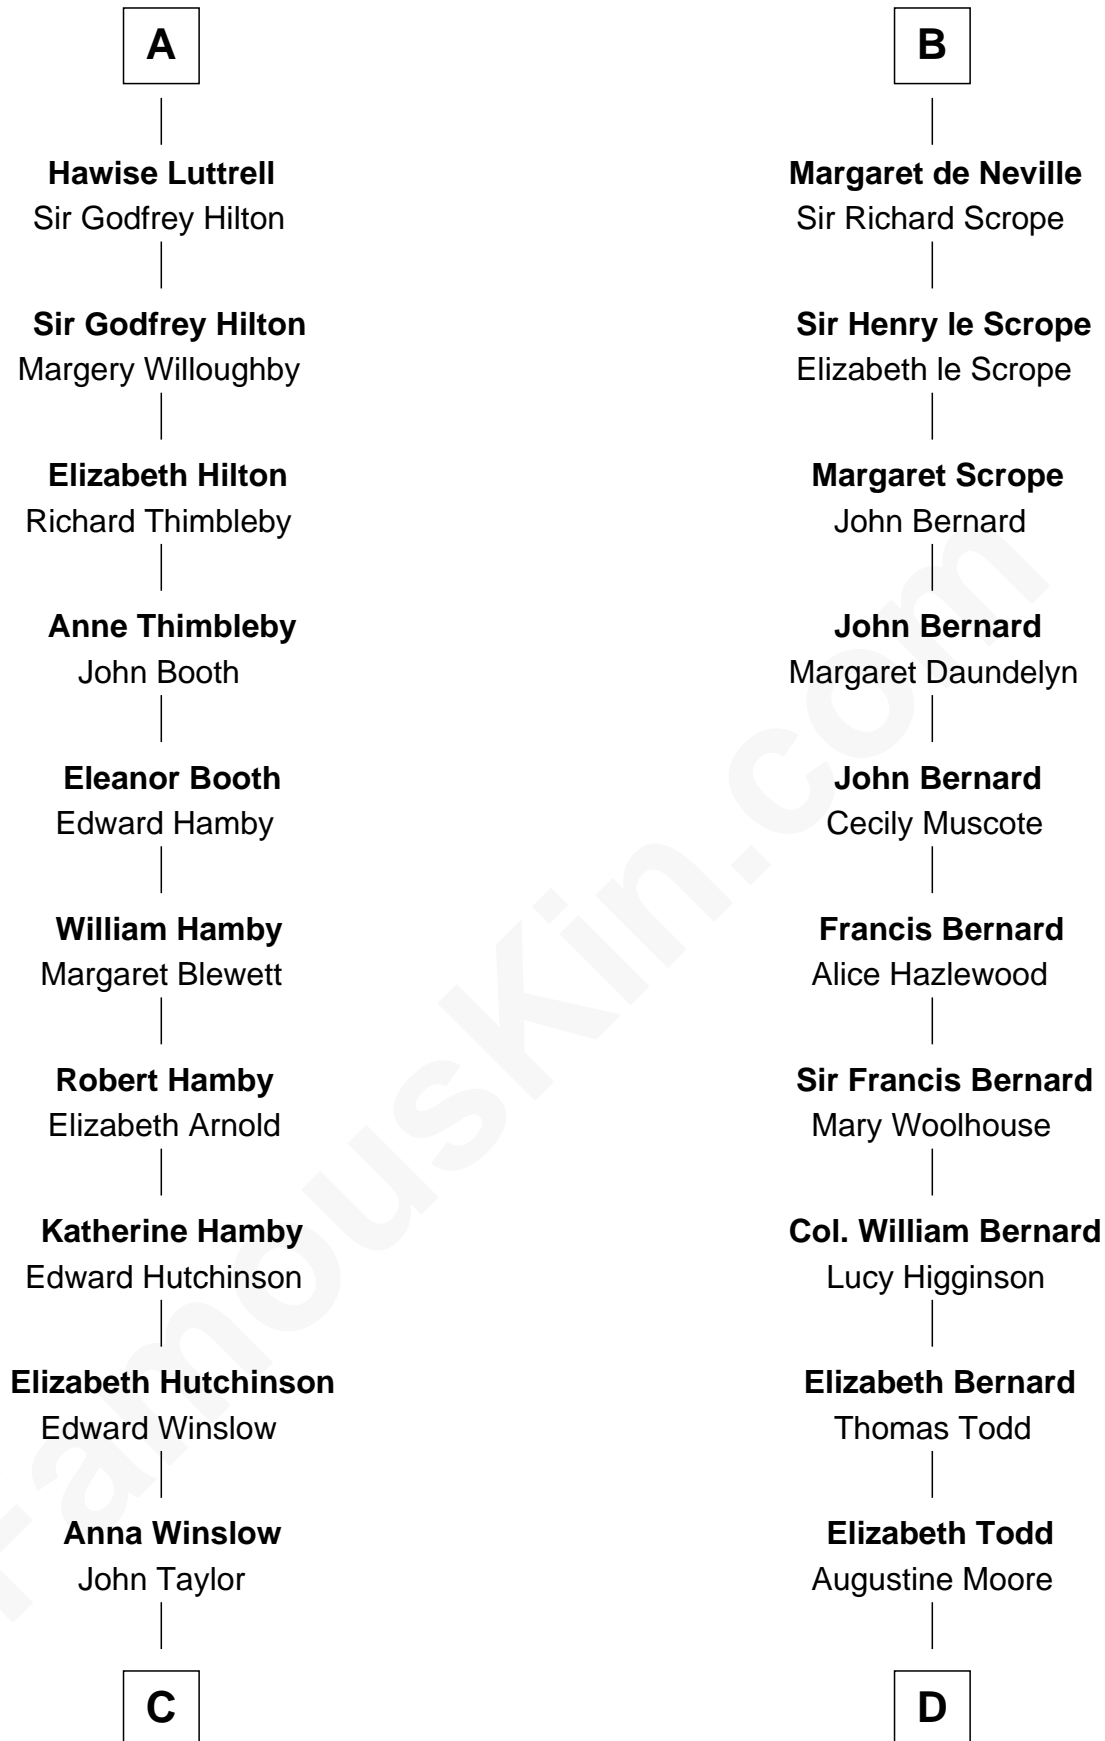 A
Hawise Luttrell
Sir Godfrey Hilton
Sir Godfrey Hilton
Margery Willoughby
Elizabeth Hilton
Richard Thimbleby
Anne Thimbleby
John Booth
Eleanor Booth
Edward Hamby
William Hamby
Margaret Blewett
Robert Hamby
Elizabeth Arnold
Katherine Hamby
Edward Hutchinson
Elizabeth Hutchinson
Edward Winslow
Anna Winslow
John Taylor
C
B
Margaret de Neville
Sir Richard Scrope
Sir Henry le Scrope
Elizabeth le Scrope
Margaret Scrope
John Bernard
John Bernard
Margaret Daundelyn
John Bernard
Cecily Muscote
Francis Bernard
Alice Hazlewood
Sir Francis Bernard
Mary Woolhouse
Col. William Bernard
Lucy Higginson
Elizabeth Bernard
Thomas Todd
Elizabeth Todd
Augustine Moore
D
FamousKin.com